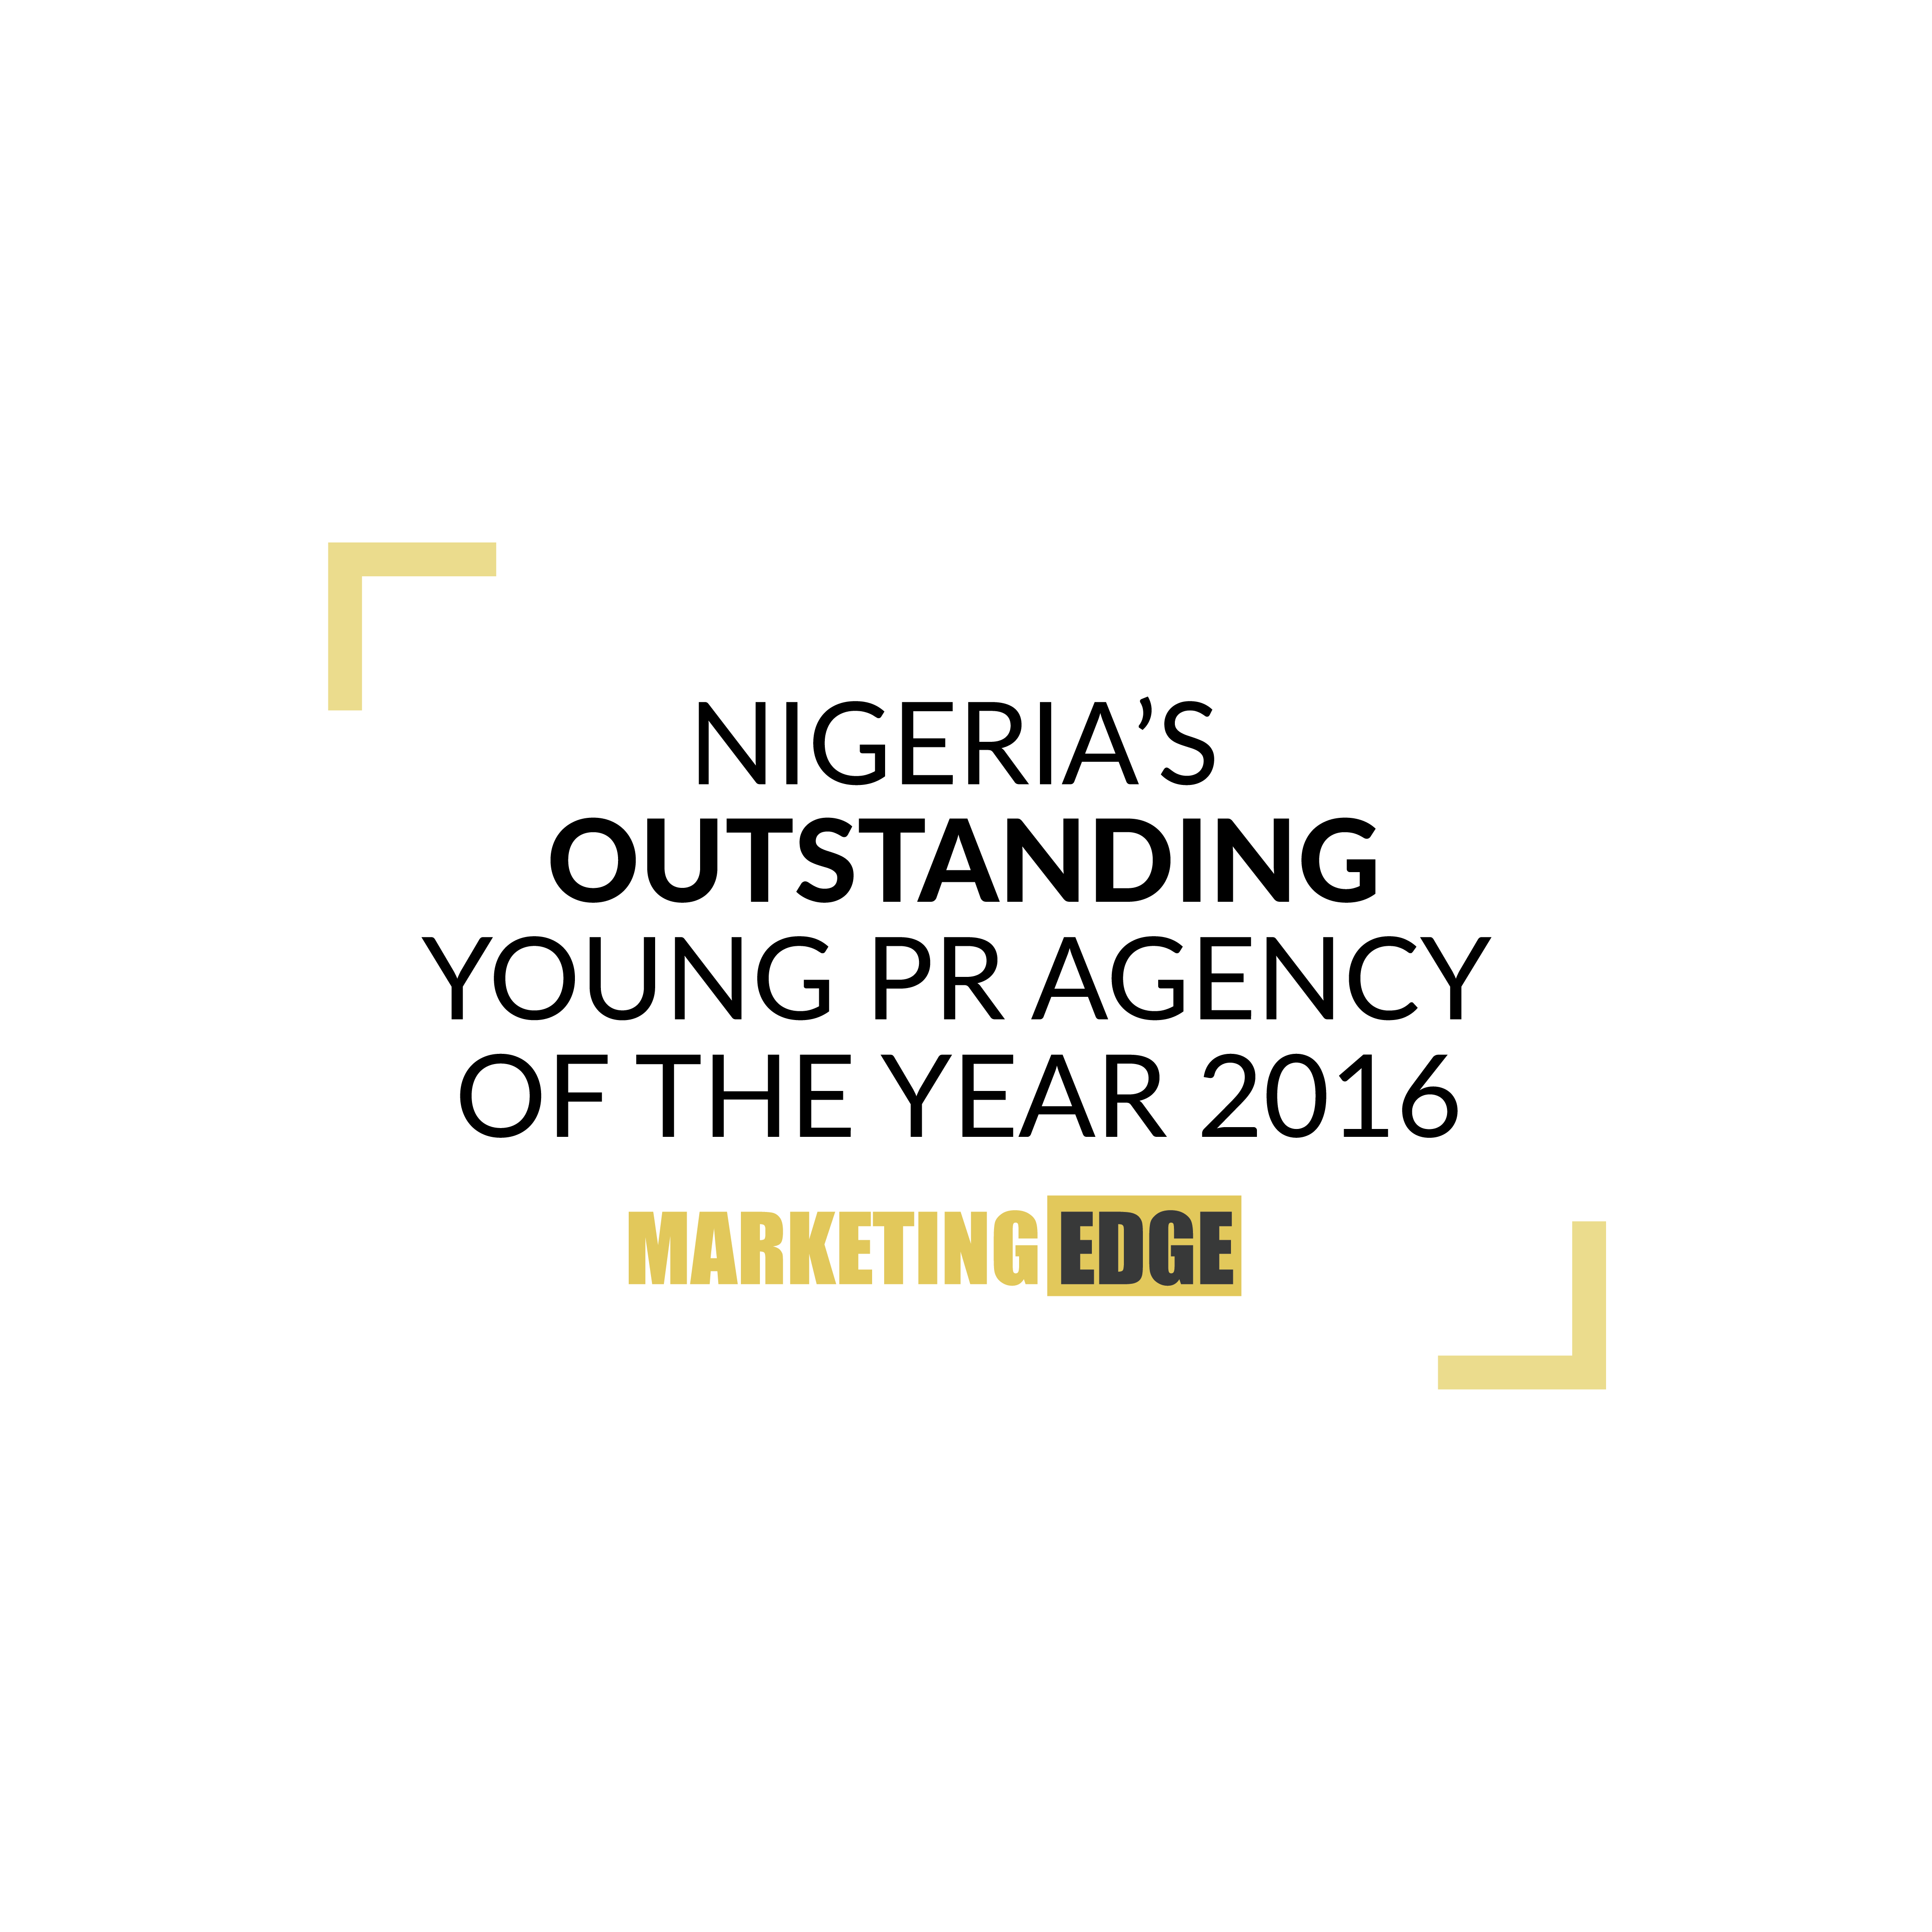 NIGERIA’S
OUTSTANDING
YOUNG PR AGENCY
OF THE YEAR 2016
MARKETING EDGE